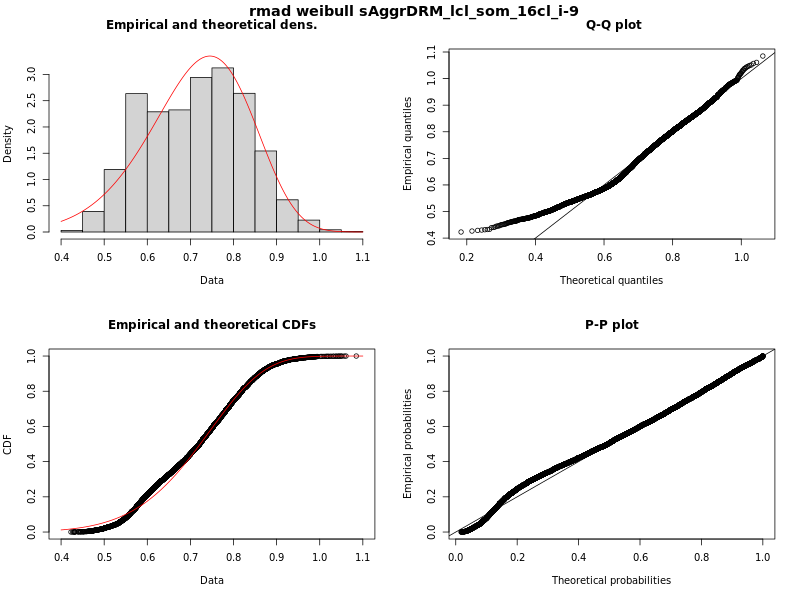 rmad weibull sAggrDRM_lcl_som_16cl_i-9
Empirical and theoretical dens.
Density
0.0 0.5 1.0 1.5 2.0 2.5 3.0
0.4 0.5 0.6 0.7 0.8 0.9 1.0 1.1
Data
Q-Q plot
Empirical quantiles
0.4 0.5 0.6 0.7 0.8 0.9 1.0 1.1
0.2 0.4 0.6 0.8 1.0
Theoretical quantiles
Empirical and theoretical CDFs
CDF
0.0 0.2 0.4 0.6 0.8 1.0
0.4 0.5 0.6 0.7 0.8 0.9 1.0 1.1
Data
P-P plot
Empirical probabilities
0.0 0.2 0.4 0.6 0.8 1.0
0.0 0.2 0.4 0.6 0.8 1.0
Theoretical probabilities